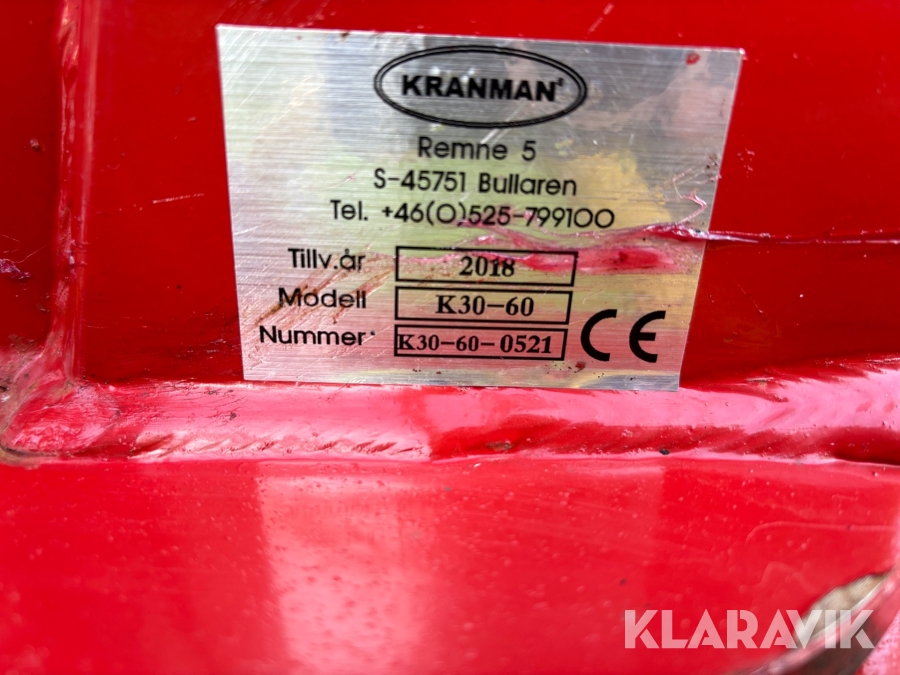 KRANMAN
Remne 5
S-45751 Bullaren
Tel. +46(0)525-799100
Tillv.år 2018
Modell K30-60
Nummer K30-60-0521 CE
KLARAVIK